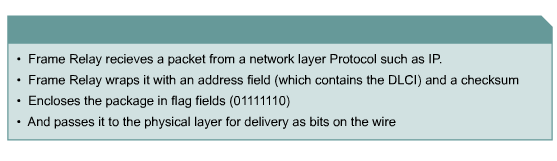 • Frame Relay recieves a packet from a network layer Protocol such as IP.
• Frame Relay wraps it with an address field (which contains the DLCI) and a checksum
• Encloses the package in flag fields (01111110)
• And passes it to the physical layer for delivery as bits on the wire